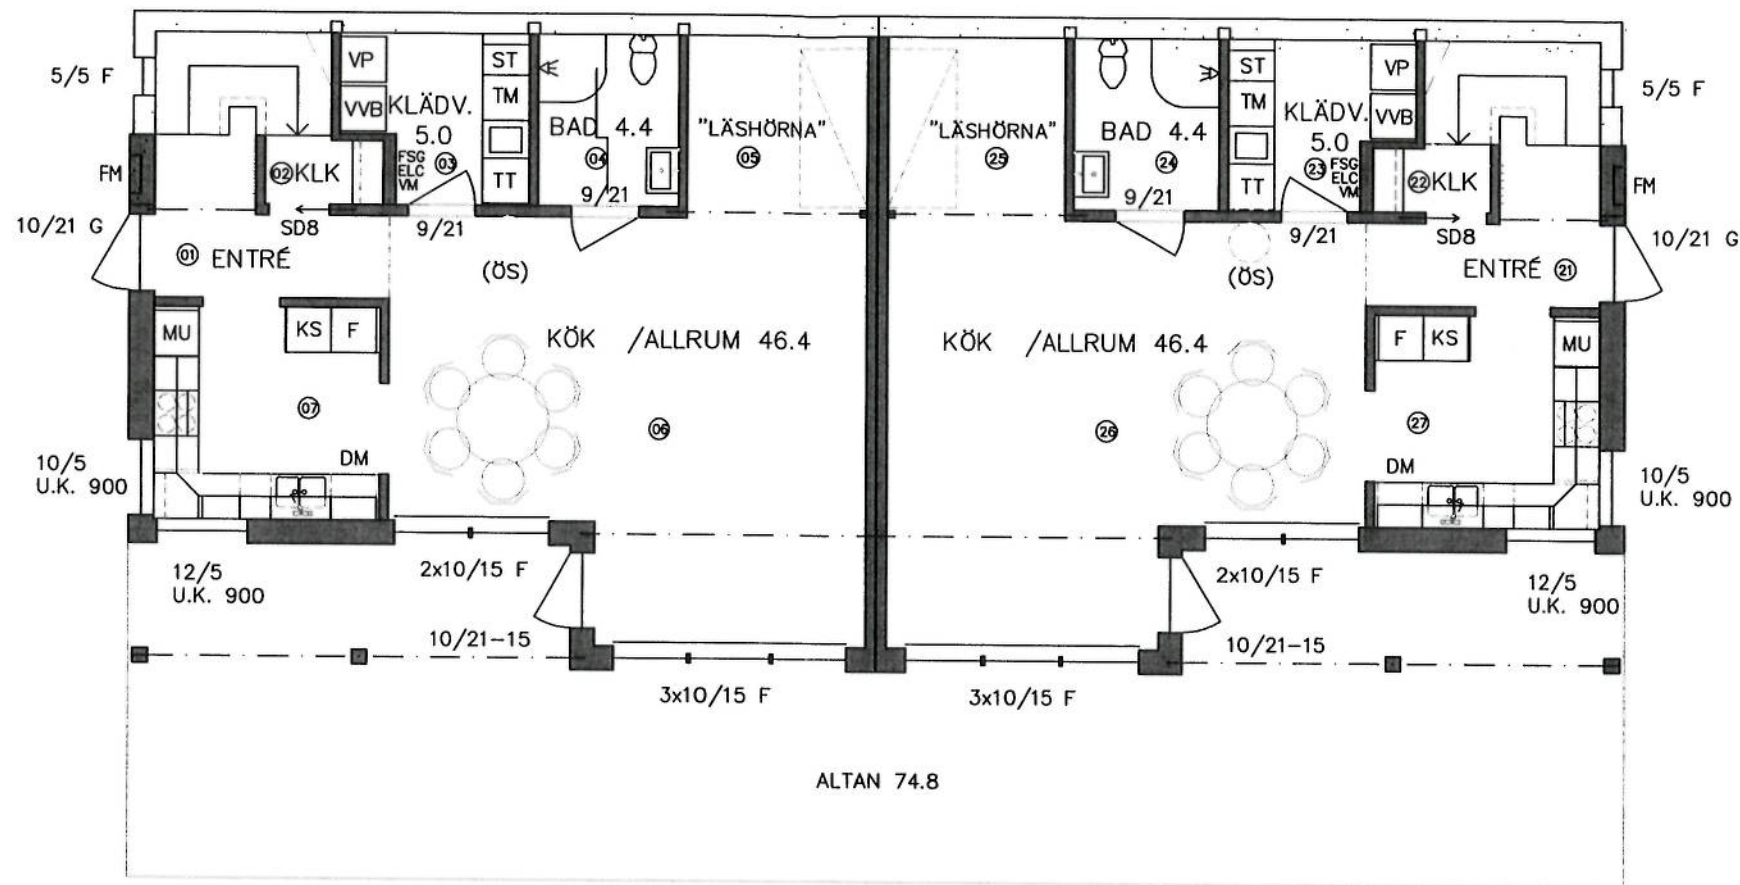 5/5 F
VP
VVB
KLÄDV.
5.0
03
FSG
ELC
VM
ST
TM
TT
BAD 4.4
04
9/21
"LÄSHÖRNA"
05
"LÄSHÖRNA"
25
BAD 4.4
24
9/21
ST
TM
TT
KLÄDV.
5.0
23
FSG
ELC
VM
VP
VVB
5/5 F
FM
02 KLK
22 KLK
FM
10/21 G
SD8
9/21
9/21
SD8
10/21 G
01 ENTRÉ
(ÖS)
(ÖS)
ENTRÉ 21
MU
KS
F
KÖK /ALLRUM 46.4
KÖK /ALLRUM 46.4
F
KS
MU
07
06
26
27
10/5
U.K. 900
DM
DM
10/5
U.K. 900
12/5
U.K. 900
2x10/15 F
2x10/15 F
12/5
U.K. 900
10/21-15
10/21-15
3x10/15 F
3x10/15 F
ALTAN 74.8